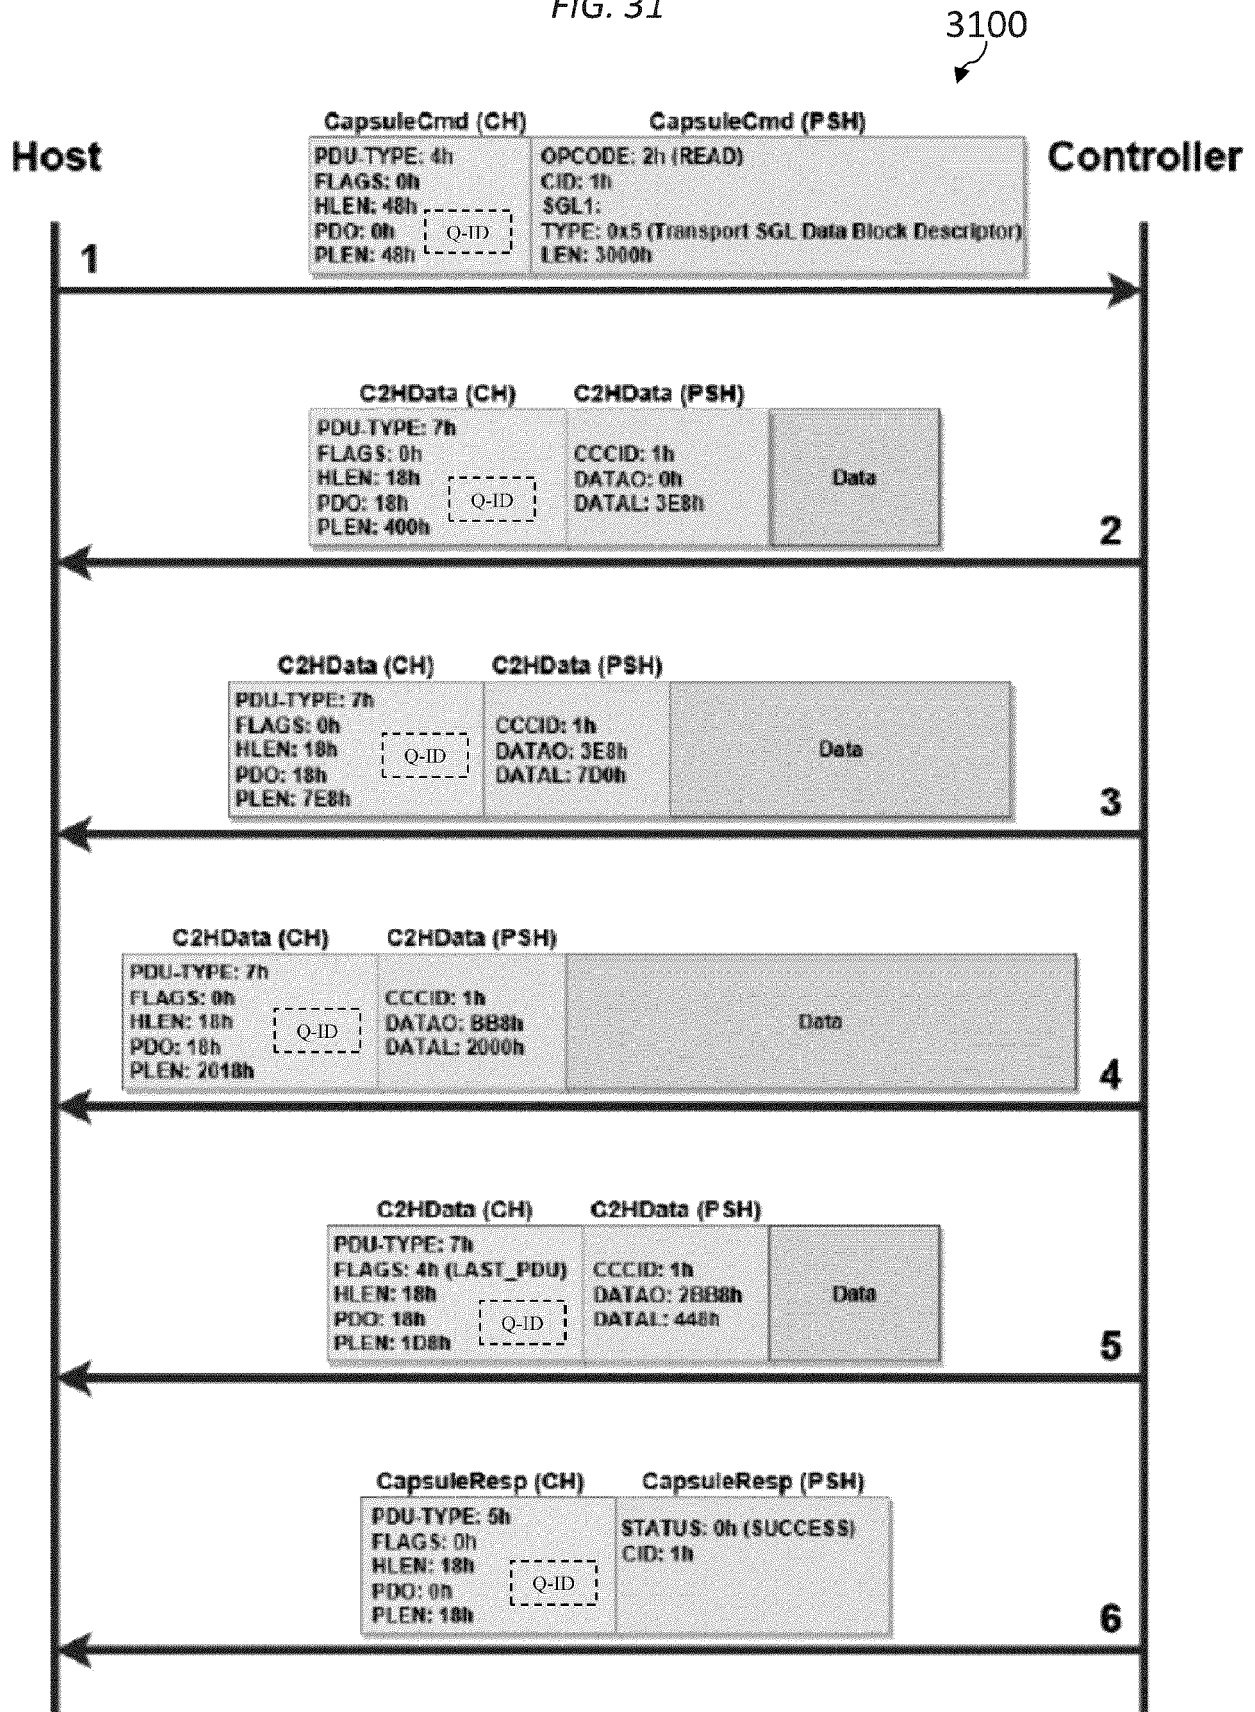 FIG. 31
3100
CapsuleCmd (CH) CapsuleCmd (PSH)
Host
Controller
PDU-TYPE: 4h
FLAGS: 0h
HLEN: 48h
PDO: 0h
PLEN: 48h
Q-ID
OPCODE: 2h (READ)
CID: 1h
SGL1:
TYPE: 0x5 (Transport SGL Data Block Descriptor)
LEN: 3000h
1
C2HData (CH) C2HData (PSH)
PDU-TYPE: 7h
FLAGS: 0h
HLEN: 18h
PDO: 18h
PLEN: 400h
Q-ID
CCCID: 1h
DATAO: 0h
DATAL: 3E8h
Data
2
C2HData (CH) C2HData (PSH)
PDU-TYPE: 7h
FLAGS: 0h
HLEN: 18h
PDO: 18h
PLEN: 7E8h
Q-ID
CCCID: 1h
DATAO: 3E8h
DATAL: 7D0h
Data
3
C2HData (CH) C2HData (PSH)
PDU-TYPE: 7h
FLAGS: 0h
HLEN: 18h
PDO: 18h
PLEN: 2018h
Q-ID
CCCID: 1h
DATAO: BB8h
DATAL: 2000h
Data
4
C2HData (CH) C2HData (PSH)
PDU-TYPE: 7h
FLAGS: 4h (LAST_PDU)
HLEN: 18h
PDO: 18h
PLEN: 1D8h
Q-ID
CCCID: 1h
DATAO: 2BB8h
DATAL: 448h
Data
5
CapsuleResp (CH) CapsuleResp (PSH)
PDU-TYPE: 5h
FLAGS: 0h
HLEN: 18h
PDO: 0h
PLEN: 18h
Q-ID
STATUS: 0h (SUCCESS)
CID: 1h
6